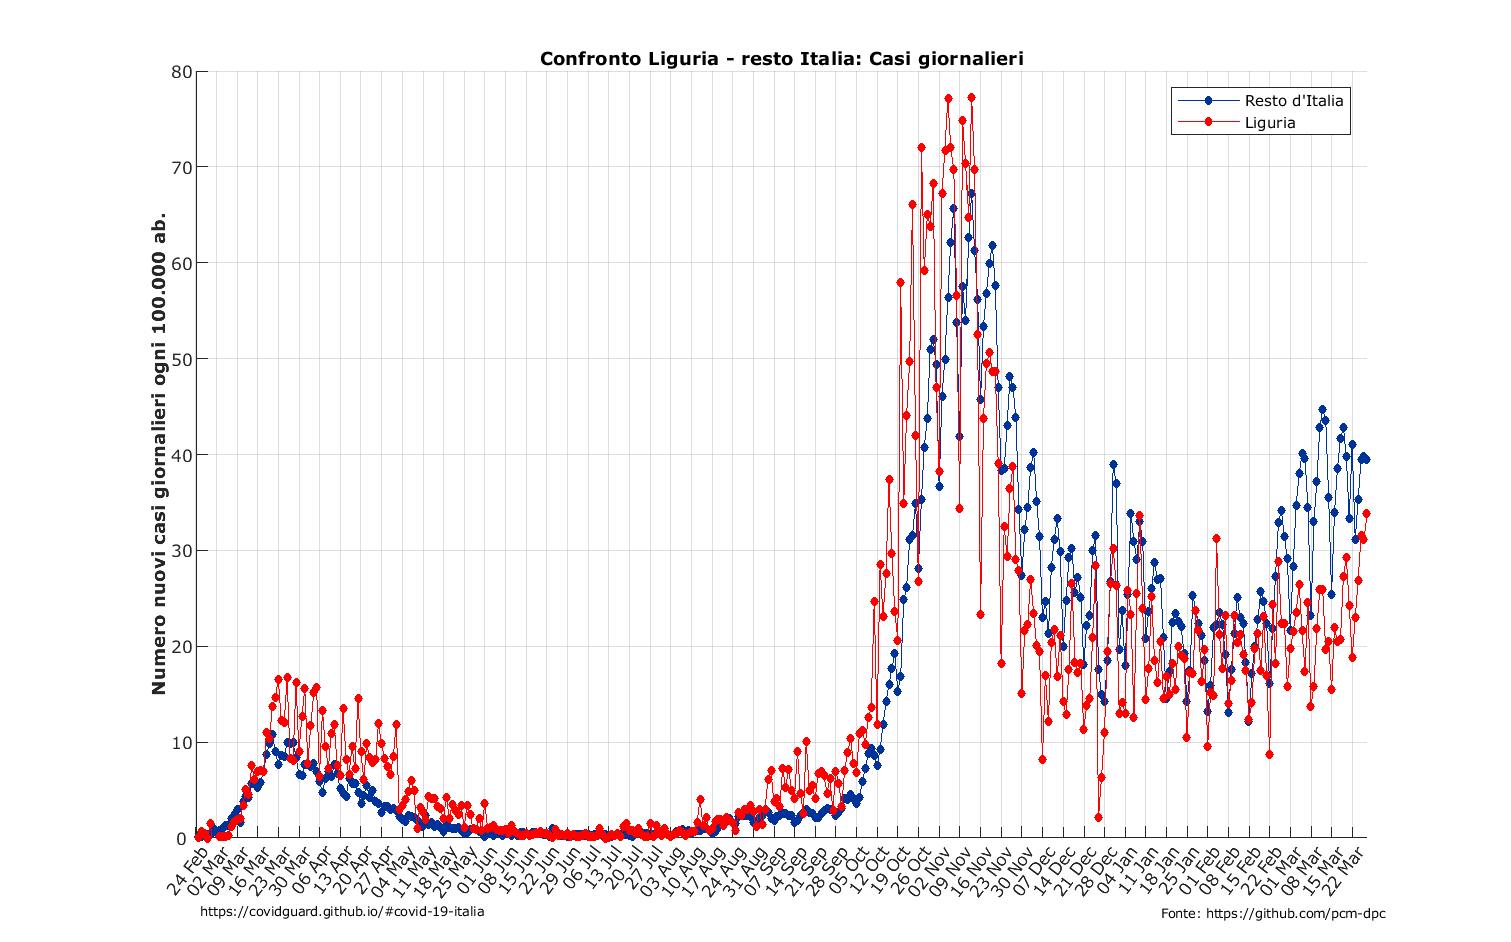 Confronto Liguria - resto Italia: Casi giornalieri
Resto d'Italia
Liguria
Numero nuovi casi giornalieri ogni 100.000 ab.
80
70
60
50
40
30
20
10
0
24 Feb
02 Mar
09 Mar
16 Mar
23 Mar
30 Mar
06 Apr
13 Apr
20 Apr
27 Apr
04 May
11 May
18 May
25 May
01 Jun
08 Jun
15 Jun
22 Jun
29 Jun
06 Jul
13 Jul
20 Jul
27 Jul
03 Aug
10 Aug
17 Aug
24 Aug
31 Aug
07 Sep
14 Sep
21 Sep
28 Sep
05 Oct
12 Oct
19 Oct
26 Oct
02 Nov
09 Nov
16 Nov
23 Nov
30 Nov
07 Dec
14 Dec
21 Dec
28 Dec
04 Jan
11 Jan
18 Jan
25 Jan
01 Feb
08 Feb
15 Feb
22 Feb
01 Mar
08 Mar
15 Mar
22 Mar
https://covidguard.github.io/#covid-19-italia
Fonte: https://github.com/pcm-dpc